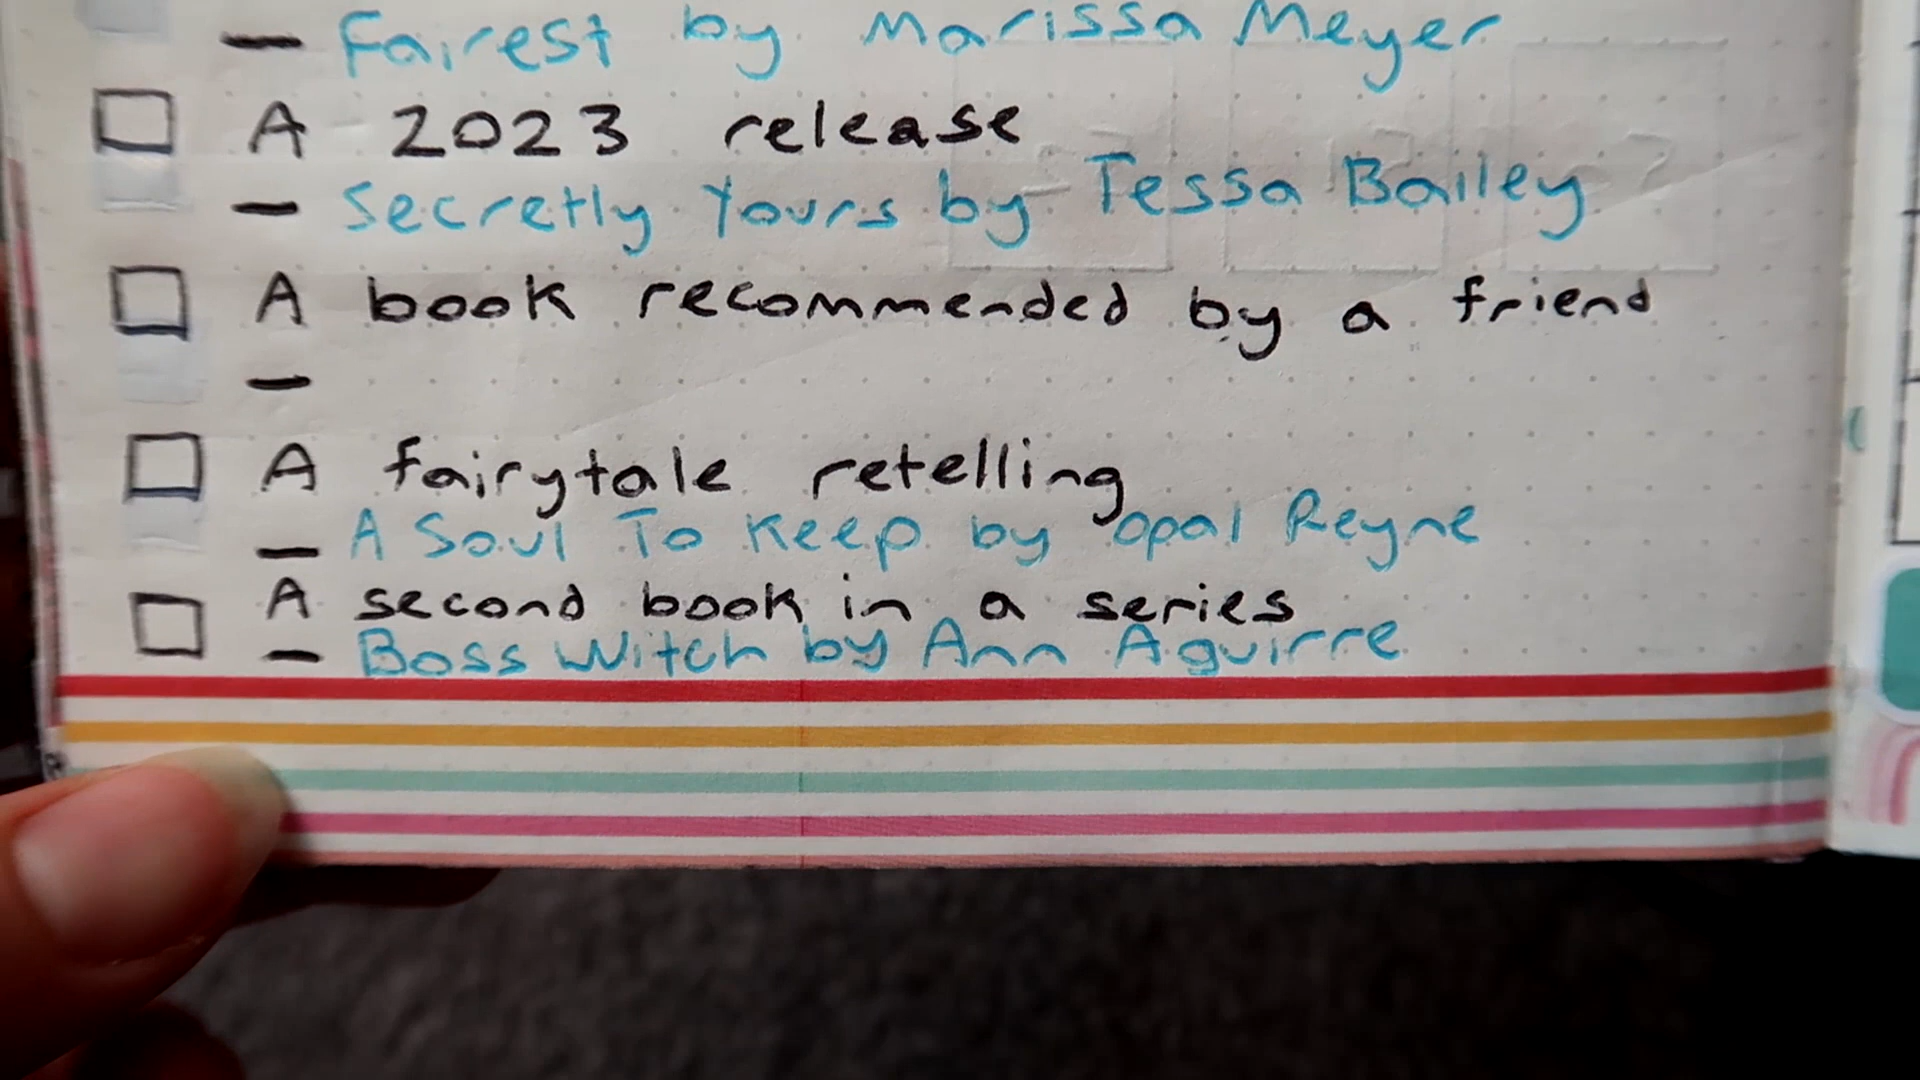 - Fairest by Marissa Meyer
A 2023 release
- Secretly Yours by Tessa Bailey
A book recommended by a friend
-
A fairytale retelling
- A Soul To Keep by Opal Reyne
A second book in a series
- Boss Witch by Ann Aguirre